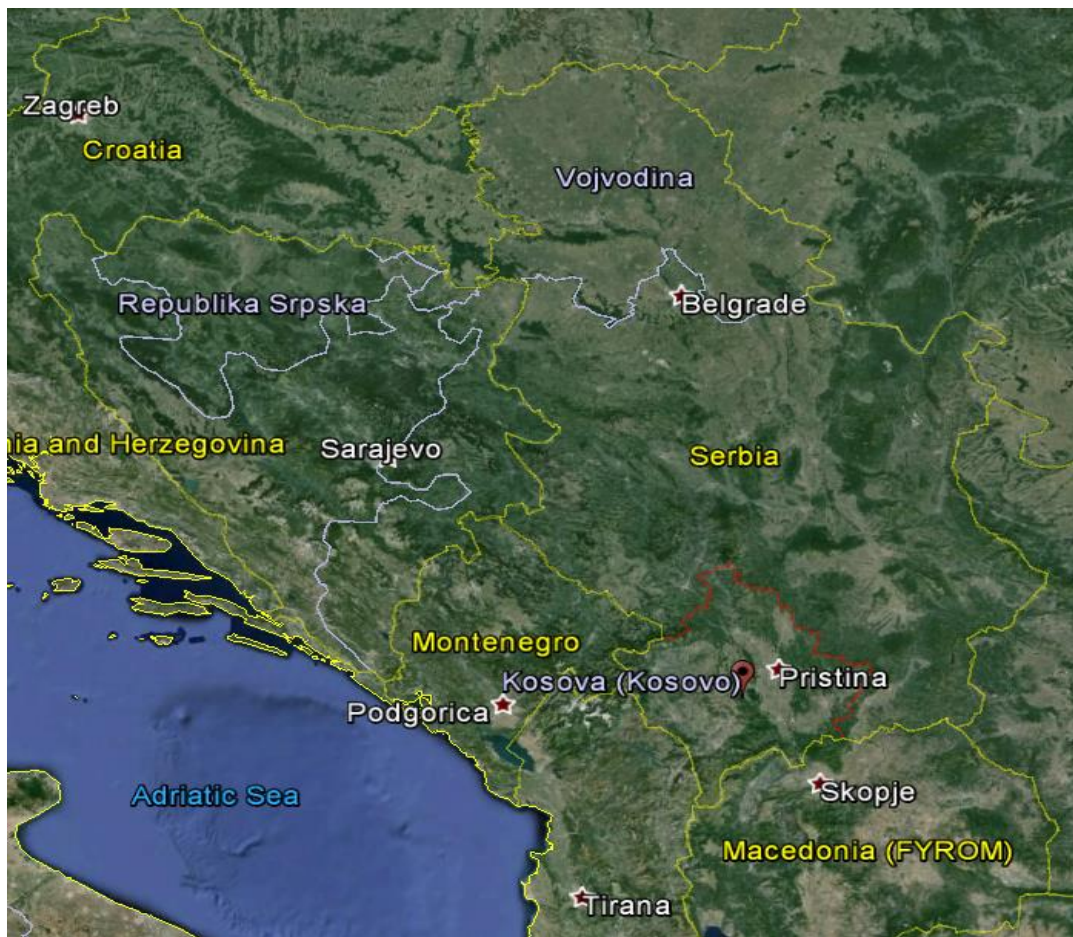 Zagreb
Croatia
Vojvodina
Republika Srpska
Belgrade
nia and Herzegovina
Sarajevo
Serbia
Montenegro
Kosova (Kosovo)
Pristina
Podgorica
Adriatic Sea
Skopje
Macedonia (FYROM)
Tirana